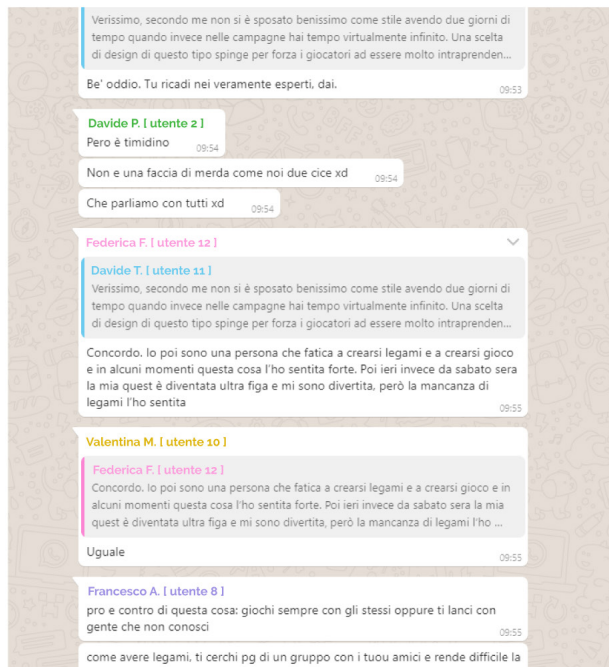 Verissimo, secondo me non si è sposato benissimo come stile avendo due giorni di
tempo quando invece nelle campagne hai tempo virtualmente infinito. Una scelta
di design di questo tipo spinge per forza i giocatori ad essere molto intraprenden...
Be' oddio. Tu ricadi nei veramente esperti, dai.
09:53
Davide P. [ utente 2 ]
Pero è timidino
09:54
Non e una faccia di merda come noi due cice xd
09:54
Che parliamo con tutti xd
09:54
Federica F. [ utente 12 ]
Davide T. [ utente 11 ]
Verissimo, secondo me non si è sposato benissimo come stile avendo due giorni di
tempo quando invece nelle campagne hai tempo virtualmente infinito. Una scelta
di design di questo tipo spinge per forza i giocatori ad essere molto intraprenden...
Concordo. Io poi sono una persona che fatica a crearsi legami e a crearsi gioco
e in alcuni momenti questa cosa l'ho sentita forte. Poi ieri invece da sabato sera
la mia quest è diventata ultra figa e mi sono divertita, però la mancanza di
legami l'ho sentita
09:55
Valentina M. [ utente 10 ]
Federica F. [ utente 12 ]
Concordo. Io poi sono una persona che fatica a crearsi legami e a crearsi gioco e in
alcuni momenti questa cosa l'ho sentita forte. Poi ieri invece da sabato sera la mia
quest è diventata ultra figa e mi sono divertita, però la mancanza di legami l'ho ...
Uguale
09:55
Francesco A. [ utente 8 ]
pro e contro di questa cosa: giochi sempre con gli stessi oppure ti lanci con
gente che non conosci
09:55
come avere legami, ti cerchi pg di un gruppo con i tuou amici e rende difficile la